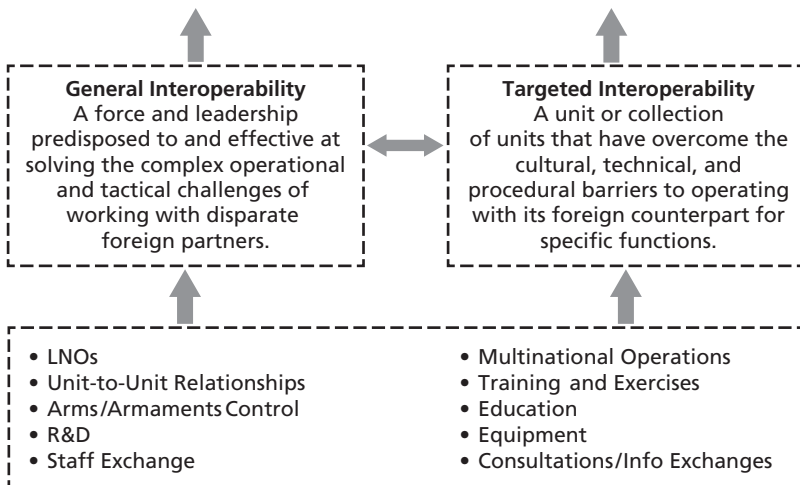 General Interoperability
A force and leadership
predisposed to and effective at
solving the complex operational
and tactical challenges of
working with disparate
foreign partners.
Targeted Interoperability
A unit or collection
of units that have overcome the
cultural, technical, and
procedural barriers to operating
with its foreign counterpart for
specific functions.
• LNOs
• Unit-to-Unit Relationships
• Arms/Armaments Control
• R&D
• Staff Exchange
• Multinational Operations
• Training and Exercises
• Education
• Equipment
• Consultations/Info Exchanges